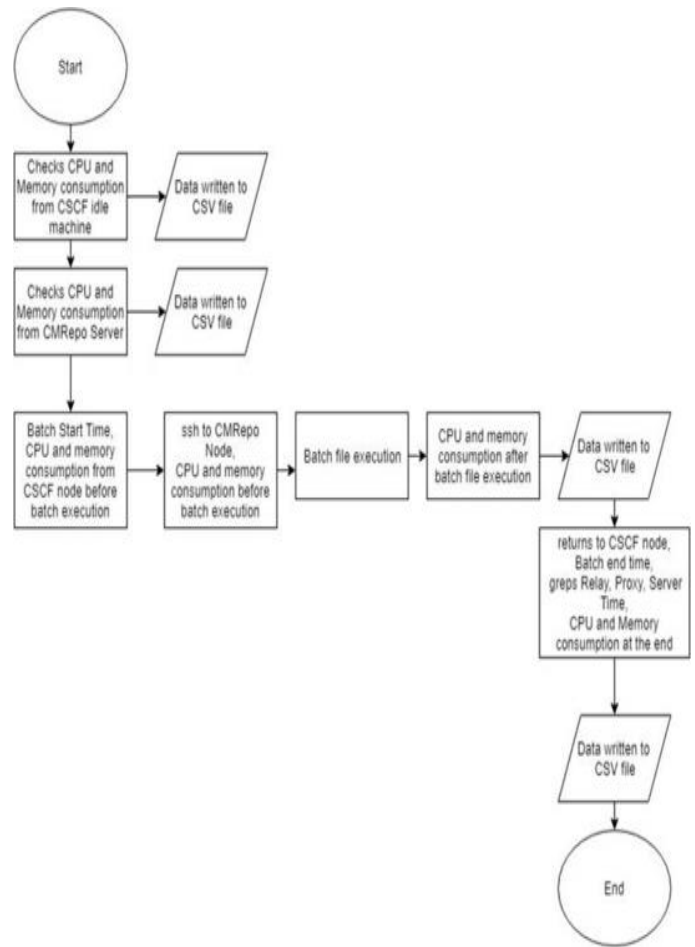 Start
Checks CPU and
Memory consumption
from CSCF idle
machine
Data written to
CSV file
Checks CPU and
Memory consumption
from CMRepo Server
Data written to
CSV file
Batch Start Time,
CPU and memory
consumption from
CSCF node before
batch execution
ssh to CMRepo
Node,
CPU and memory
consumption before
batch execution
Batch file execution
CPU and memory
consumption after
batch file execution
Data written to
CSV file
returns to CSCF node,
Batch end time,
greps Relay, Proxy, Server
Time,
CPU and Memory
consumption at the end
Data written to
CSV file
End